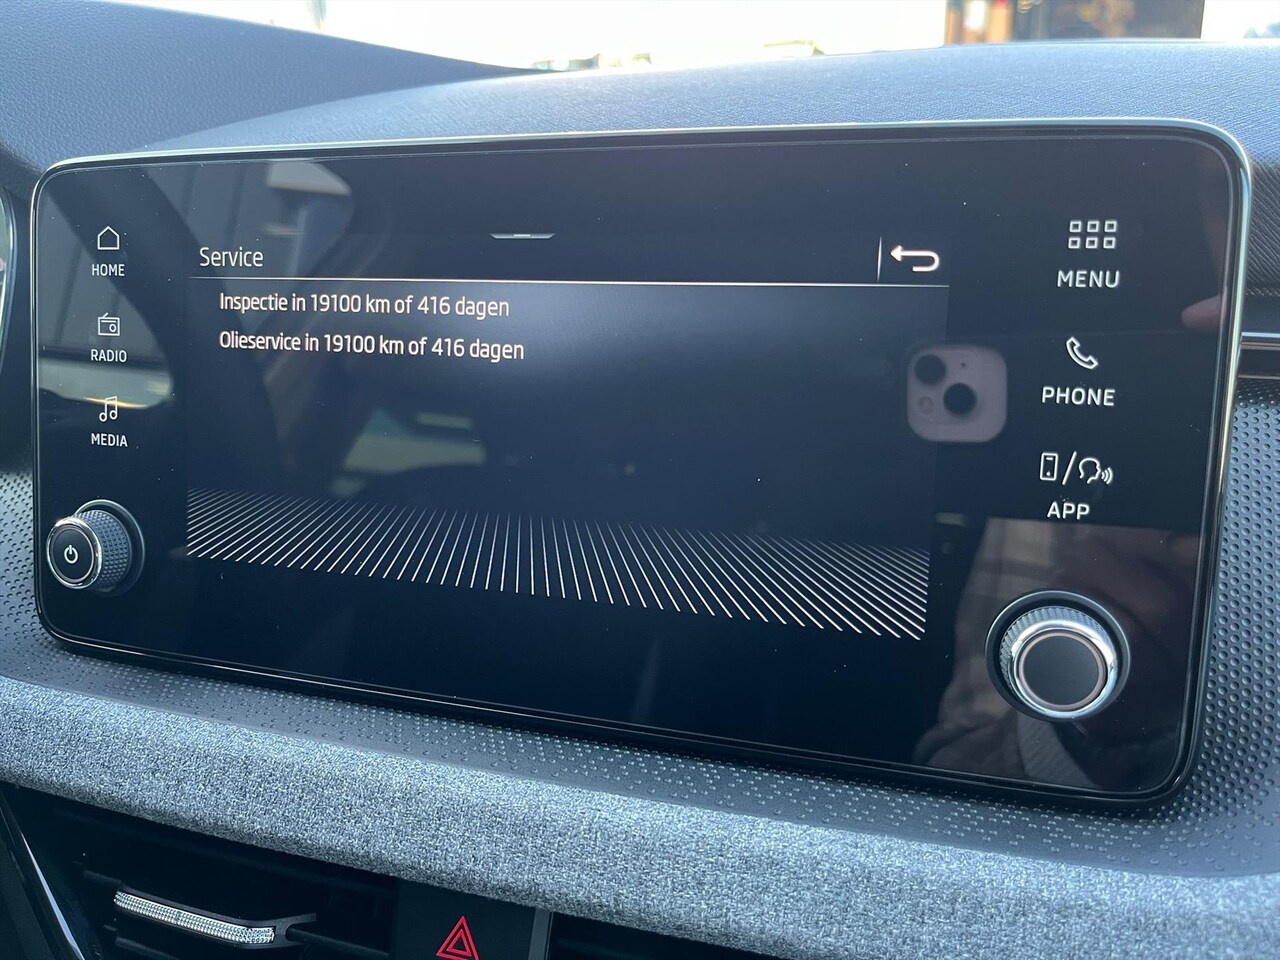 Service
Inspectie in 19100 km of 416 dagen
Olieservice in 19100 km of 416 dagen
HOME
RADIO
MEDIA
MENU
PHONE
APP